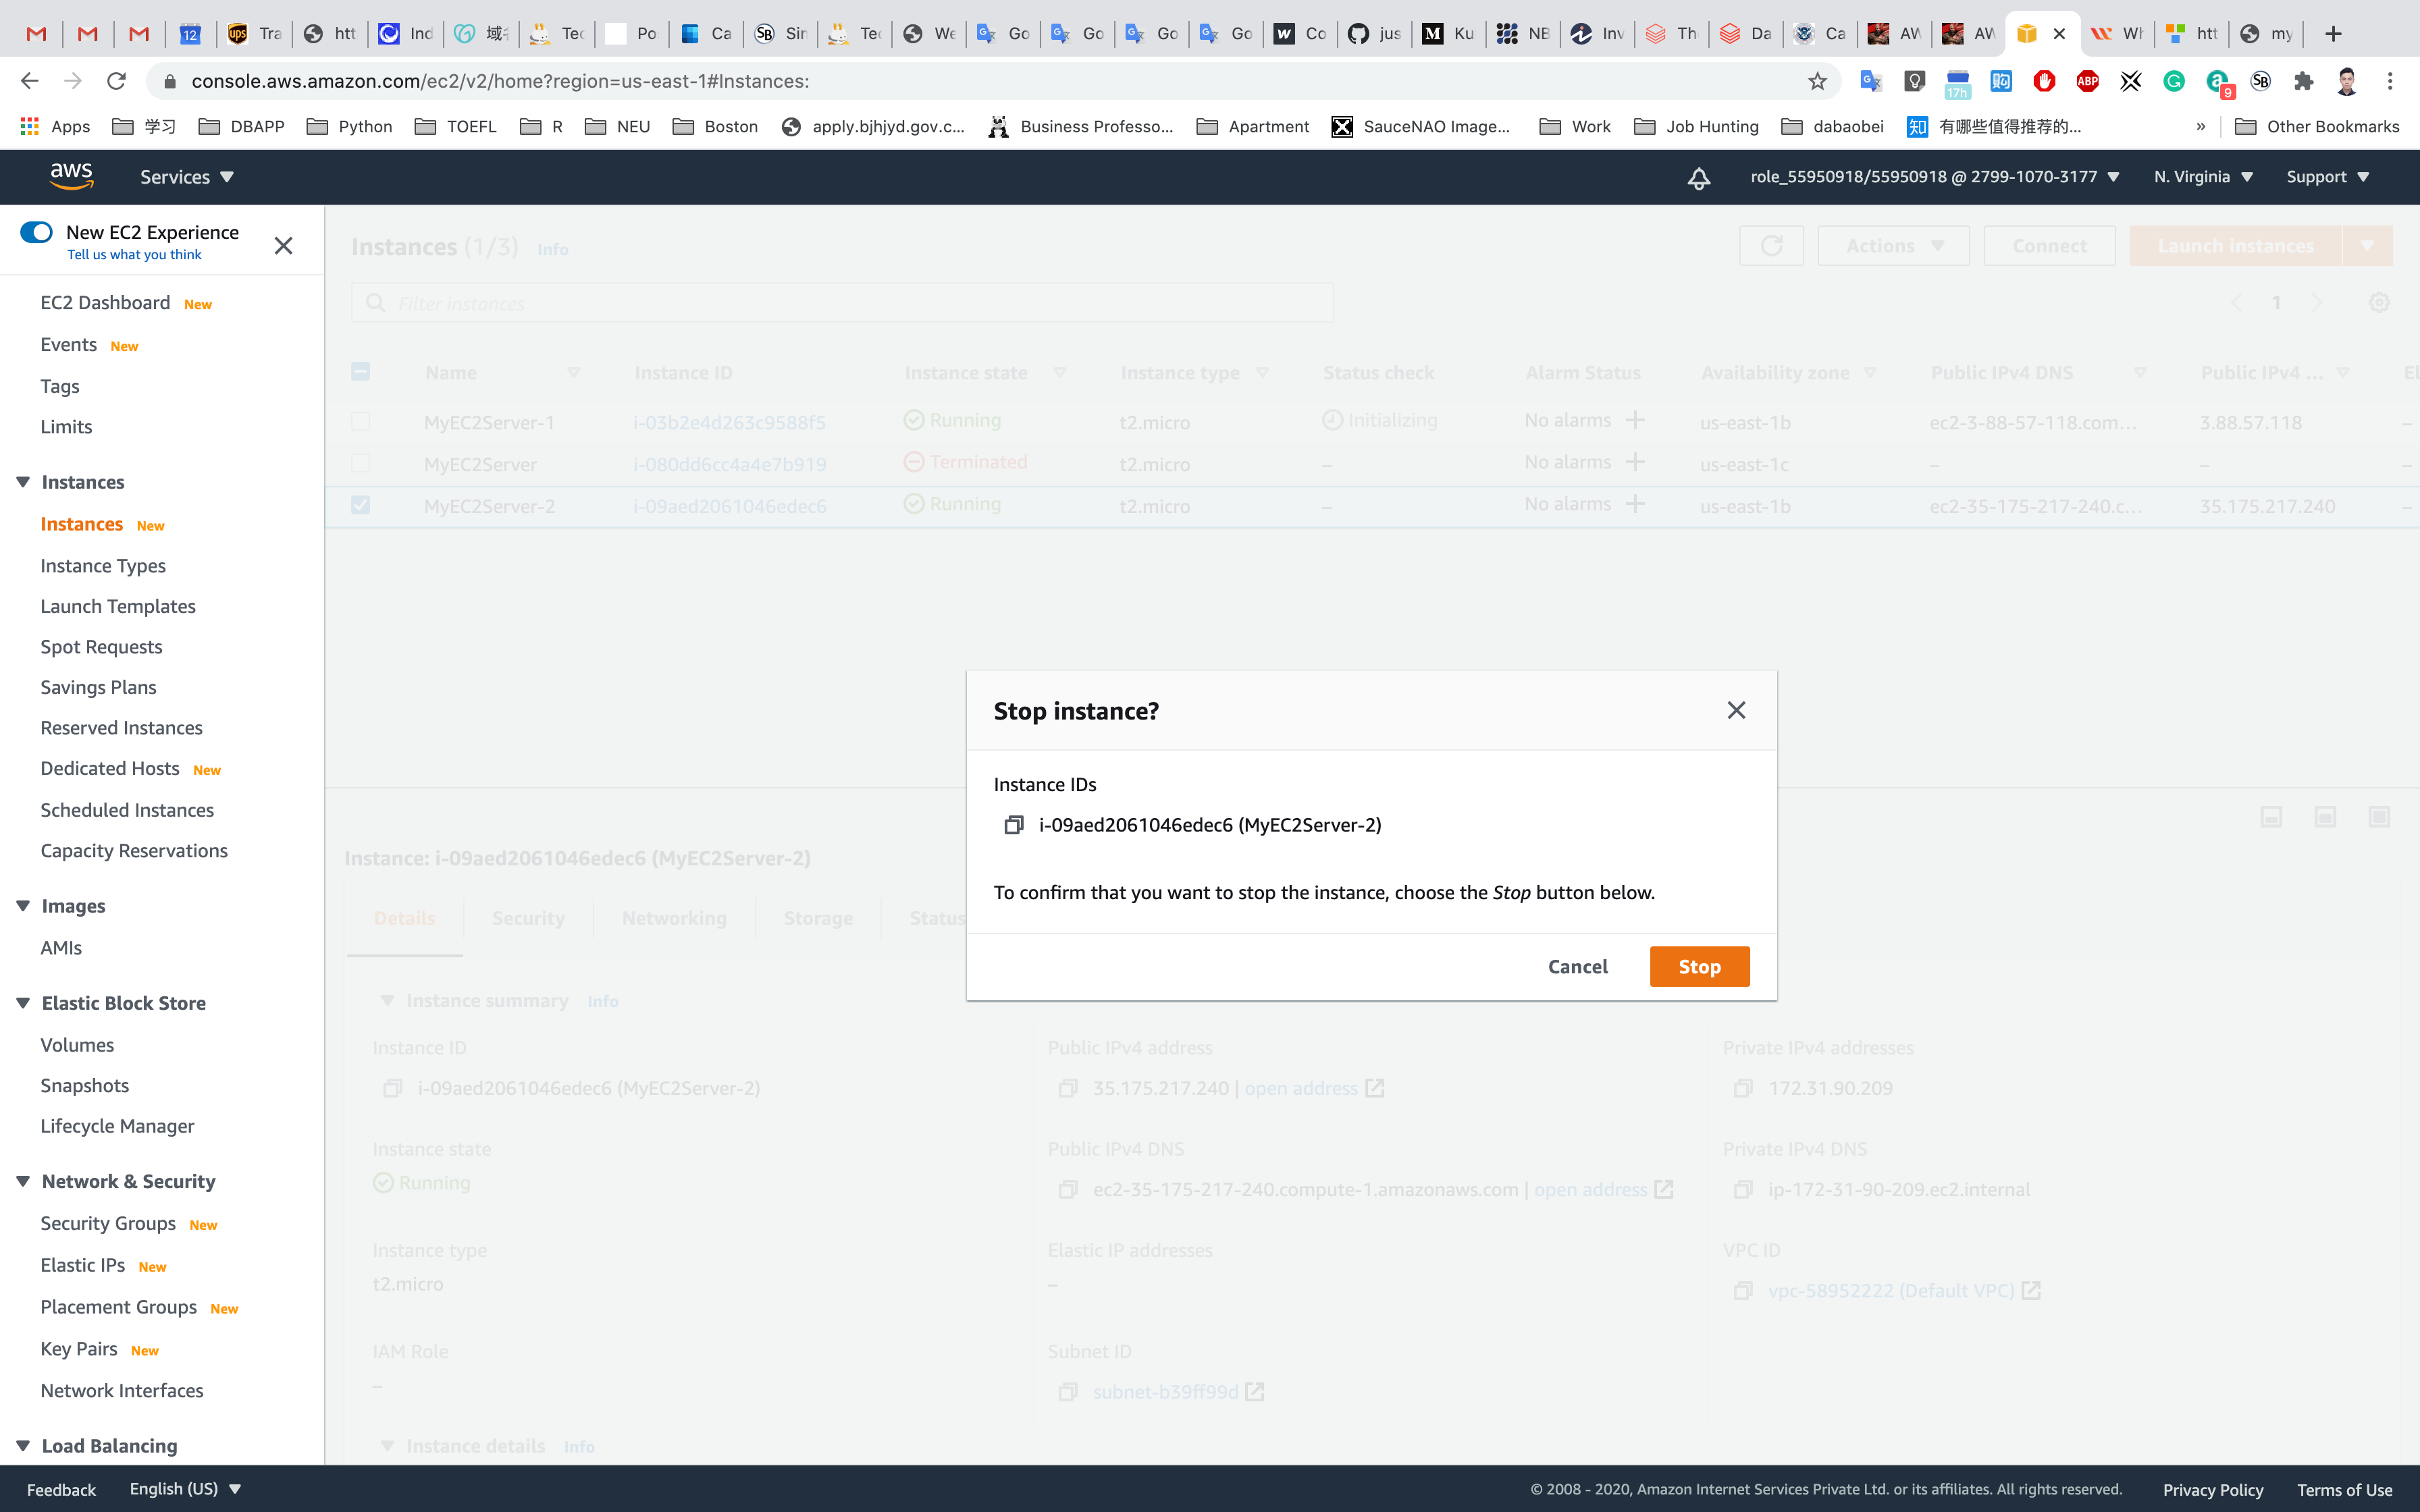 12 Tra htt Ind 域名 Tec Po Ca Sin Tec We Go Go Go Go Co jus Ku NB Inv Th Da Ca AW AW Wh htt my
console.aws.amazon.com/ec2/v2/home?region=us-east-1#Instances:
17h ABP 9 SB
Apps 学习 DBAPP Python TOEFL R NEU Boston apply.bjhjyd.gov.c... Business Professo... Apartment SauceNAO Image... Work Job Hunting dabaobei 知 有哪些值得推荐的... » Other Bookmarks
aws Services role_55950918/55950918 @ 2799-1070-3177 N. Virginia Support
New EC2 Experience
Tell us what you think
EC2 Dashboard New
Events New
Tags
Limits
Instances
Instances New
Instance Types
Launch Templates
Spot Requests
Savings Plans
Reserved Instances
Dedicated Hosts New
Scheduled Instances
Capacity Reservations
Images
AMIs
Elastic Block Store
Volumes
Snapshots
Lifecycle Manager
Network & Security
Security Groups New
Elastic IPs New
Placement Groups New
Key Pairs New
Network Interfaces
Load Balancing
Instances (1/3) Info Actions Connect Launch instances
Filter instances 1
Name Instance ID Instance state Instance type Status check Alarm Status Availability zone Public IPv4 DNS Public IPv4 ... El
MyEC2Server-1 i-03b2e4d263c9588f5 Running t2.micro Initializing No alarms us-east-1b ec2-3-88-57-118.com... 3.88.57.118 –
MyEC2Server i-080dd6cc4a4e7b919 Terminated t2.micro – No alarms us-east-1c – – –
MyEC2Server-2 i-09aed2061046edec6 Running t2.micro – No alarms us-east-1b ec2-35-175-217-240.c... 35.175.217.240 –
Stop instance?
Instance IDs
i-09aed2061046edec6 (MyEC2Server-2)
To confirm that you want to stop the instance, choose the Stop button below.
Cancel Stop
Instance: i-09aed2061046edec6 (MyEC2Server-2)
Details Security Networking Storage Status
Instance summary Info
Instance ID Public IPv4 address Private IPv4 addresses
i-09aed2061046edec6 (MyEC2Server-2) 35.175.217.240 | open address 172.31.90.209
Instance state Public IPv4 DNS Private IPv4 DNS
Running ec2-35-175-217-240.compute-1.amazonaws.com | open address ip-172-31-90-209.ec2.internal
Instance type Elastic IP addresses VPC ID
t2.micro – vpc-58952222 (Default VPC)
IAM Role Subnet ID
– subnet-b39ff99d
Instance details Info
Feedback English (US) © 2008 - 2020, Amazon Internet Services Private Ltd. or its affiliates. All rights reserved. Privacy Policy Terms of Use